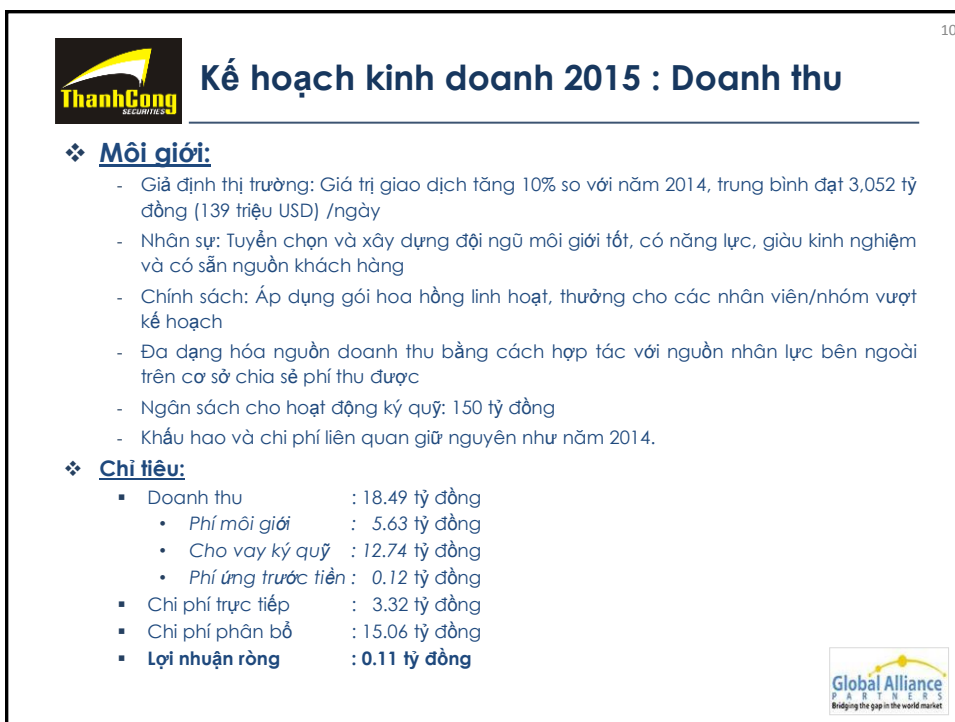 10
ThanhCong
SECURITIES
Kế hoạch kinh doanh 2015 : Doanh thu
❖ Môi giới:
- Giả định thị trường: Giá trị giao dịch tăng 10% so với năm 2014, trung bình đạt 3,052 tỷ
đồng (139 triệu USD) /ngày
- Nhân sự: Tuyển chọn và xây dựng đội ngũ môi giới tốt, có năng lực, giàu kinh nghiệm
và có sẵn nguồn khách hàng
- Chính sách: Áp dụng gói hoa hồng linh hoạt, thưởng cho các nhân viên/nhóm vượt
kế hoạch
- Đa dạng hóa nguồn doanh thu bằng cách hợp tác với nguồn nhân lực bên ngoài
trên cơ sở chia sẻ phí thu được
- Ngân sách cho hoạt động ký quỹ: 150 tỷ đồng
- Khấu hao và chi phí liên quan giữ nguyên như năm 2014.
❖ Chỉ tiêu:
▪ Doanh thu : 18.49 tỷ đồng
• Phí môi giới : 5.63 tỷ đồng
• Cho vay ký quỹ : 12.74 tỷ đồng
• Phí ứng trước tiền : 0.12 tỷ đồng
▪ Chi phí trực tiếp : 3.32 tỷ đồng
▪ Chi phí phân bổ : 15.06 tỷ đồng
▪ Lợi nhuận ròng : 0.11 tỷ đồng
Global Alliance
PARTNERS
Bridging the gap in the world market